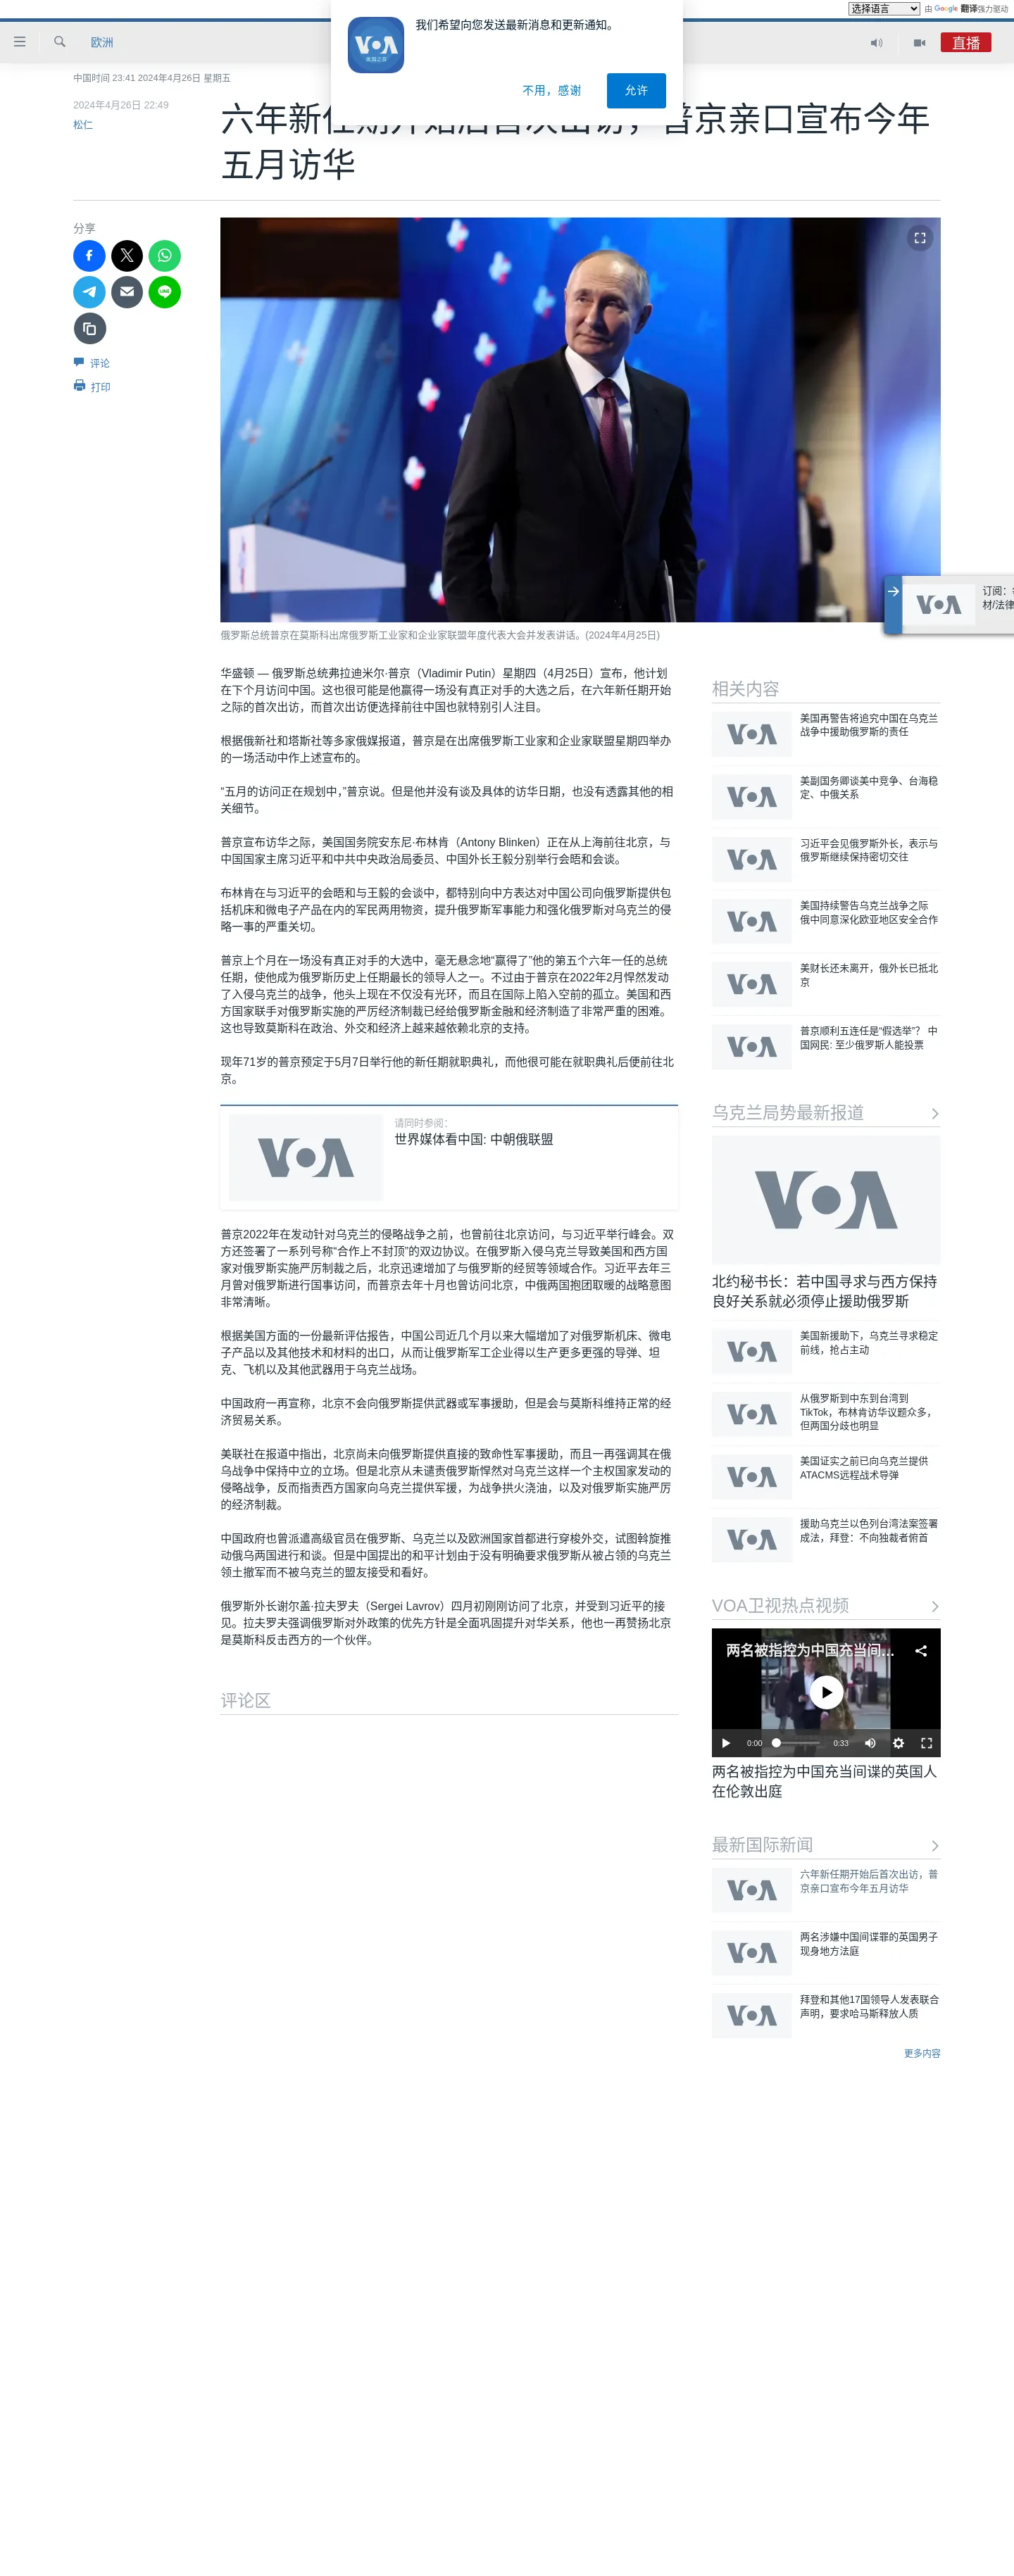 选择语言
由 Google 翻译强力驱动
我们希望向您发送最新消息和更新通知。
VOA
美国之音
不用，感谢
允许
欧洲
直播
中国时间 23:41 2024年4月26日 星期五
2024年4月26日 22:49
松仁
六年新任期开始后首次出访，普京亲口宣布今年
五月访华
分享
评论
打印
俄罗斯总统普京在莫斯科出席俄罗斯工业家和企业家联盟年度代表大会并发表讲话。(2024年4月25日)
VOA
订阅：
材/法律
华盛顿 — 俄罗斯总统弗拉迪米尔·普京（Vladimir Putin）星期四（4月25日）宣布，他计划
在下个月访问中国。这也很可能是他赢得一场没有真正对手的大选之后，在六年新任期开始
之际的首次出访，而首次出访便选择前往中国也就特别引人注目。
根据俄新社和塔斯社等多家俄媒报道，普京是在出席俄罗斯工业家和企业家联盟星期四举办
的一场活动中作上述宣布的。
“五月的访问正在规划中，”普京说。但是他并没有谈及具体的访华日期，也没有透露其他的相
关细节。
普京宣布访华之际，美国国务院安东尼·布林肯（Antony Blinken）正在从上海前往北京，与
中国国家主席习近平和中共中央政治局委员、中国外长王毅分别举行会晤和会谈。
布林肯在与习近平的会晤和与王毅的会谈中，都特别向中方表达对中国公司向俄罗斯提供包
括机床和微电子产品在内的军民两用物资，提升俄罗斯军事能力和强化俄罗斯对乌克兰的侵
略一事的严重关切。
普京上个月在一场没有真正对手的大选中，毫无悬念地“赢得了”他的第五个六年一任的总统
任期，使他成为俄罗斯历史上任期最长的领导人之一。不过由于普京在2022年2月悍然发动
了入侵乌克兰的战争，他头上现在不仅没有光环，而且在国际上陷入空前的孤立。美国和西
方国家联手对俄罗斯实施的严厉经济制裁已经给俄罗斯金融和经济制造了非常严重的困难。
这也导致莫斯科在政治、外交和经济上越来越依赖北京的支持。
现年71岁的普京预定于5月7日举行他的新任期就职典礼，而他很可能在就职典礼后便前往北
京。
VOA
请同时参阅：
世界媒体看中国: 中朝俄联盟
普京2022年在发动针对乌克兰的侵略战争之前，也曾前往北京访问，与习近平举行峰会。双
方还签署了一系列号称“合作上不封顶”的双边协议。在俄罗斯入侵乌克兰导致美国和西方国
家对俄罗斯实施严厉制裁之后，北京迅速增加了与俄罗斯的经贸等领域合作。习近平去年三
月曾对俄罗斯进行国事访问，而普京去年十月也曾访问北京，中俄两国抱团取暖的战略意图
非常清晰。
根据美国方面的一份最新评估报告，中国公司近几个月以来大幅增加了对俄罗斯机床、微电
子产品以及其他技术和材料的出口，从而让俄罗斯军工企业得以生产更多更强的导弹、坦
克、飞机以及其他武器用于乌克兰战场。
中国政府一再宣称，北京不会向俄罗斯提供武器或军事援助，但是会与莫斯科维持正常的经
济贸易关系。
美联社在报道中指出，北京尚未向俄罗斯提供直接的致命性军事援助，而且一再强调其在俄
乌战争中保持中立的立场。但是北京从未谴责俄罗斯悍然对乌克兰这样一个主权国家发动的
侵略战争，反而指责西方国家向乌克兰提供军援，为战争拱火浇油，以及对俄罗斯实施严厉
的经济制裁。
中国政府也曾派遣高级官员在俄罗斯、乌克兰以及欧洲国家首都进行穿梭外交，试图斡旋推
动俄乌两国进行和谈。但是中国提出的和平计划由于没有明确要求俄罗斯从被占领的乌克兰
领土撤军而不被乌克兰的盟友接受和看好。
俄罗斯外长谢尔盖·拉夫罗夫（Sergei Lavrov）四月初刚刚访问了北京，并受到习近平的接
见。拉夫罗夫强调俄罗斯对外政策的优先方针是全面巩固提升对华关系，他也一再赞扬北京
是莫斯科反击西方的一个伙伴。
评论区
相关内容
VOA
美国再警告将追究中国在乌克兰
战争中援助俄罗斯的责任
VOA
美副国务卿谈美中竞争、台海稳
定、中俄关系
VOA
习近平会见俄罗斯外长，表示与
俄罗斯继续保持密切交往
VOA
美国持续警告乌克兰战争之际
俄中同意深化欧亚地区安全合作
VOA
美财长还未离开，俄外长已抵北
京
VOA
普京顺利五连任是“假选举”？ 中
国网民: 至少俄罗斯人能投票
乌克兰局势最新报道
VOA
北约秘书长：若中国寻求与西方保持
良好关系就必须停止援助俄罗斯
VOA
美国新援助下，乌克兰寻求稳定
前线，抢占主动
VOA
从俄罗斯到中东到台湾到
TikTok，布林肯访华议题众多，
但两国分歧也明显
VOA
美国证实之前已向乌克兰提供
ATACMS远程战术导弹
VOA
援助乌克兰以色列台湾法案签署
成法，拜登：不向独裁者俯首
VOA卫视热点视频
两名被指控为中国充当间...
0:00
0:33
两名被指控为中国充当间谍的英国人
在伦敦出庭
最新国际新闻
VOA
六年新任期开始后首次出访，普
京亲口宣布今年五月访华
VOA
两名涉嫌中国间谍罪的英国男子
现身地方法庭
VOA
拜登和其他17国领导人发表联合
声明，要求哈马斯释放人质
更多内容